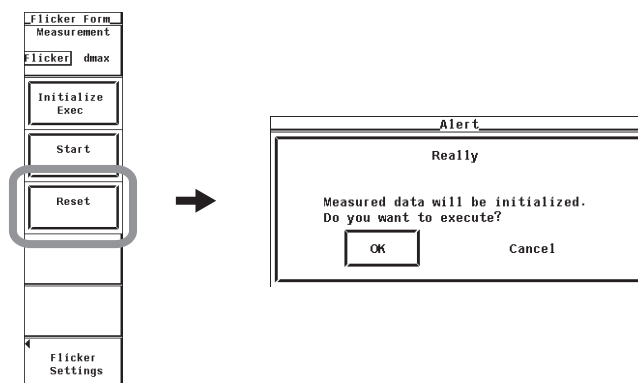 Flicker Form
Measurement
Flicker dmax
Initialize
Exec
Start
Reset
Flicker
Settings
Alert
Really
Measured data will be initialized.
Do you want to execute?
OK Cancel